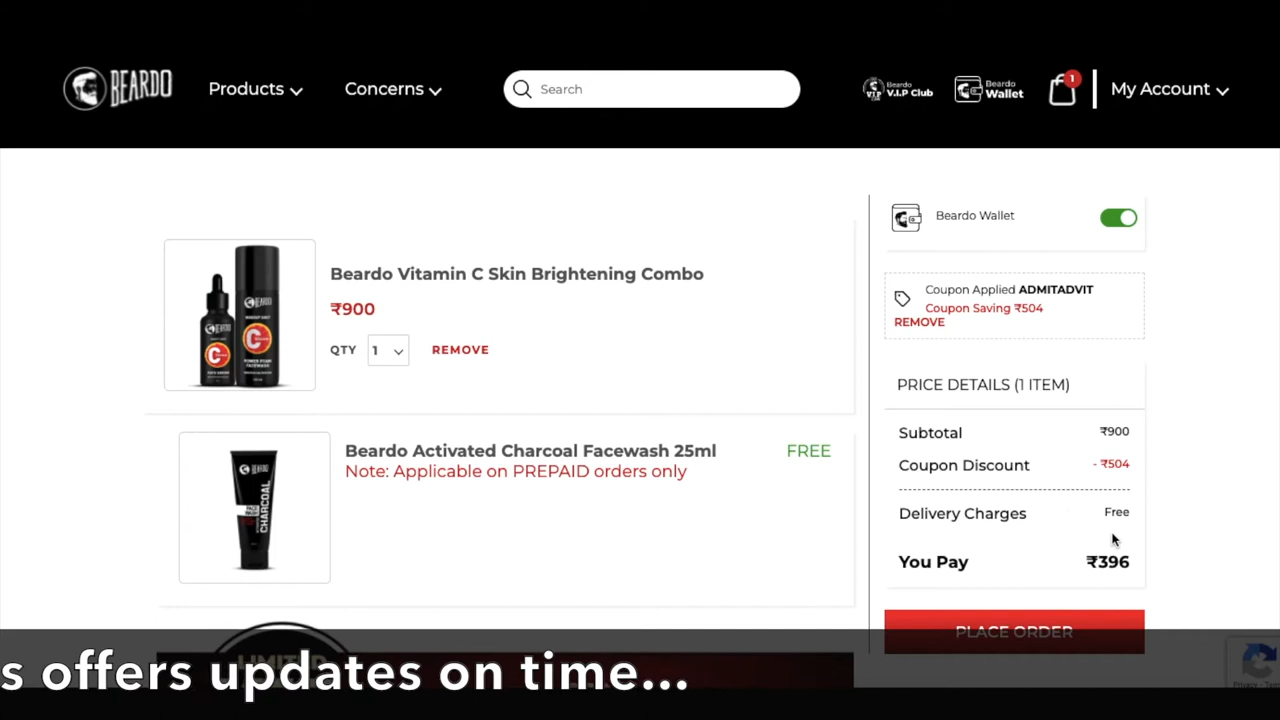 BEARDO
Products
Concerns
Search
Beardo
V.I.P Club
Beardo
Wallet
1
My Account
Beardo Wallet
Beardo Vitamin C Skin Brightening Combo
₹900
QTY 1 REMOVE
Coupon Applied ADMITADVIT
Coupon Saving ₹504
REMOVE
PRICE DETAILS (1 ITEM)
Subtotal ₹900
Coupon Discount - ₹504
Delivery Charges Free
You Pay ₹396
PLACE ORDER
Beardo Activated Charcoal Facewash 25ml FREE
Note: Applicable on PREPAID orders only
BEARDO
CHARCOAL
LIMITED
s offers updates on time...